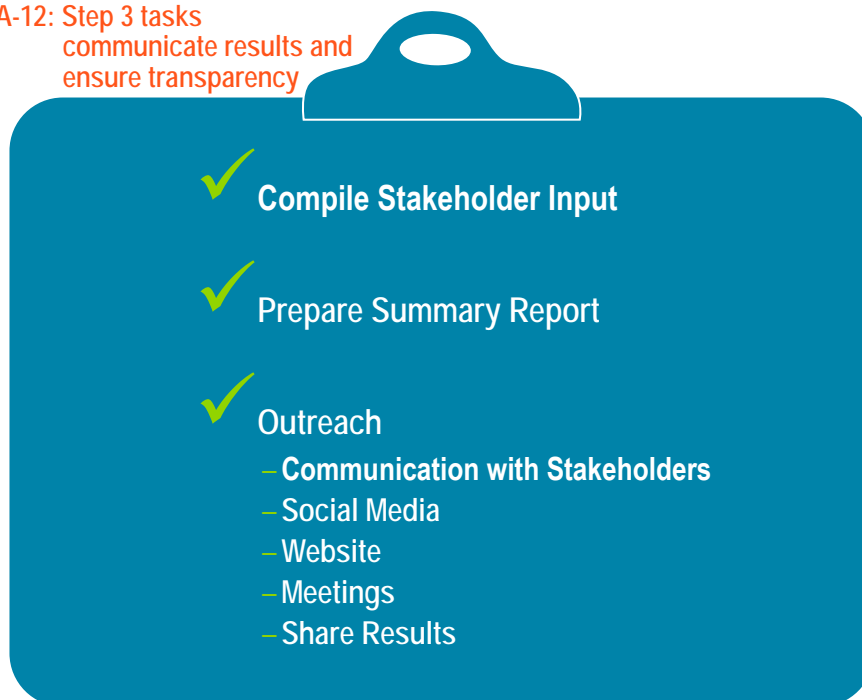 A-12: Step 3 tasks
communicate results and
ensure transparency
Compile Stakeholder Input
Prepare Summary Report
Outreach
– Communication with Stakeholders
– Social Media
– Website
– Meetings
– Share Results